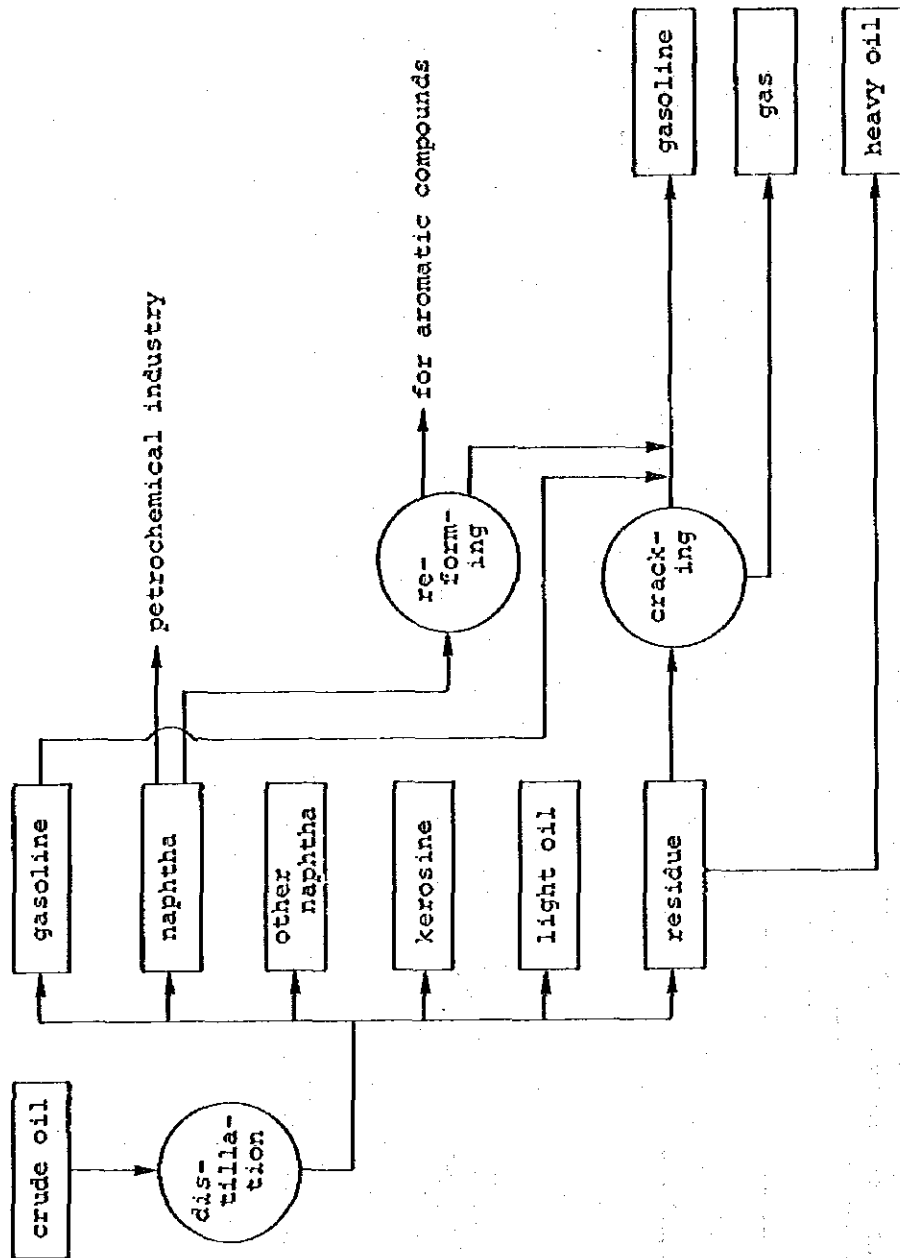 crude oil
dis-
tilla-
tion
gasoline
naphtha
other
naphtha
kerosine
light oil
residue
petrochemical industry
re-
form-
ing
for aromatic compounds
crack-
ing
gasoline
gas
heavy oil